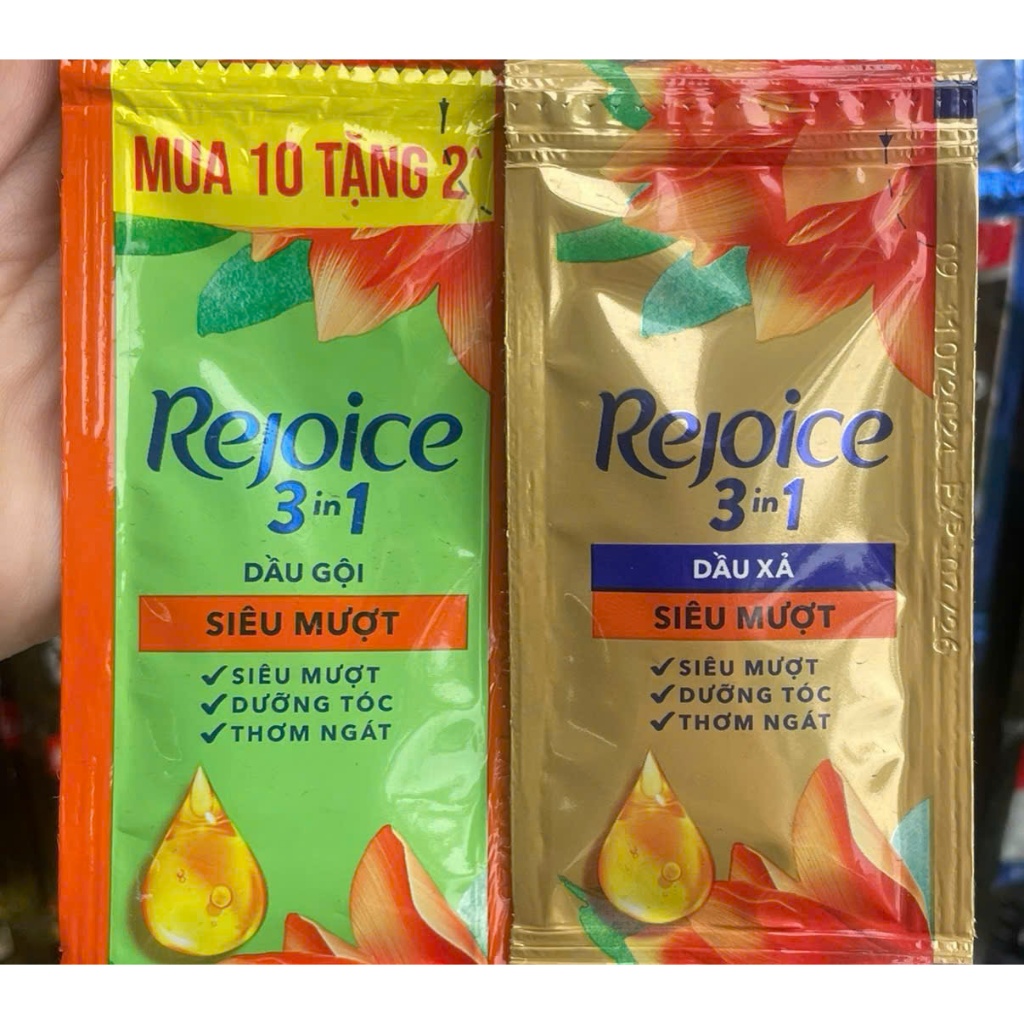 MUA 10 TẶNG 2
Rejoice
3 in 1
DẦU GỘI
SIÊU MƯỢT
SIÊU MƯỢT
DƯỠNG TÓC
THƠM NGÁT
Rejoice
3 in 1
DẦU XẢ
SIÊU MƯỢT
SIÊU MƯỢT
DƯỠNG TÓC
THƠM NGÁT